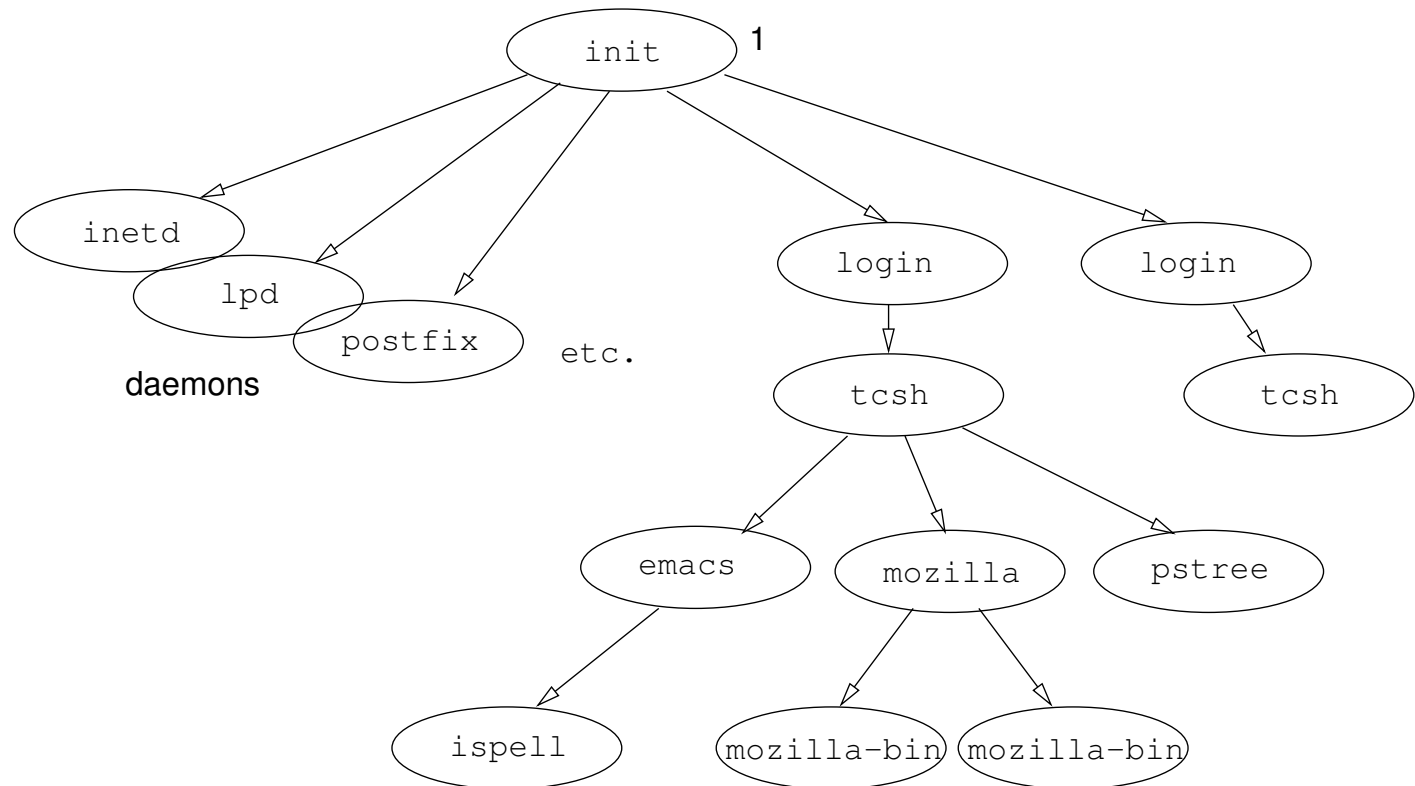 init
1
inetd
lpd
postfix
etc.
daemons
login
login
tcsh
tcsh
emacs
mozilla
pstree
ispell
mozilla-bin
mozilla-bin